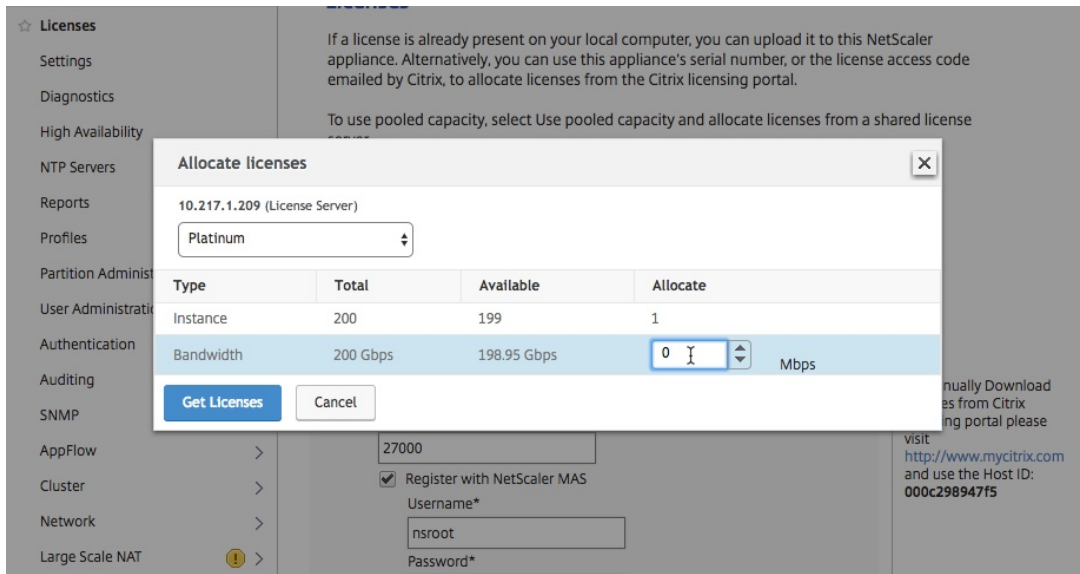 Licenses
Settings
Diagnostics
High Availability
NTP Servers
Reports
Profiles
Partition Administ
User Administratio
Authentication
Auditing
SNMP
AppFlow
Cluster
Network
Large Scale NAT
Licenses
If a license is already present on your local computer, you can upload it to this NetScaler
appliance. Alternatively, you can use this appliance's serial number, or the license access code
emailed by Citrix, to allocate licenses from the Citrix licensing portal.
To use pooled capacity, select Use pooled capacity and allocate licenses from a shared license
Allocate licenses
10.217.1.209 (License Server)
Platinum
Type Total Available Allocate
Instance 200 199 1
Bandwidth 200 Gbps 198.95 Gbps 0 Mbps
Get Licenses Cancel
27000
Register with NetScaler MAS
Username*
nsroot
Password*
nually Download
es from Citrix
ing portal please
visit
http://www.mycitrix.com
and use the Host ID:
000c298947f5